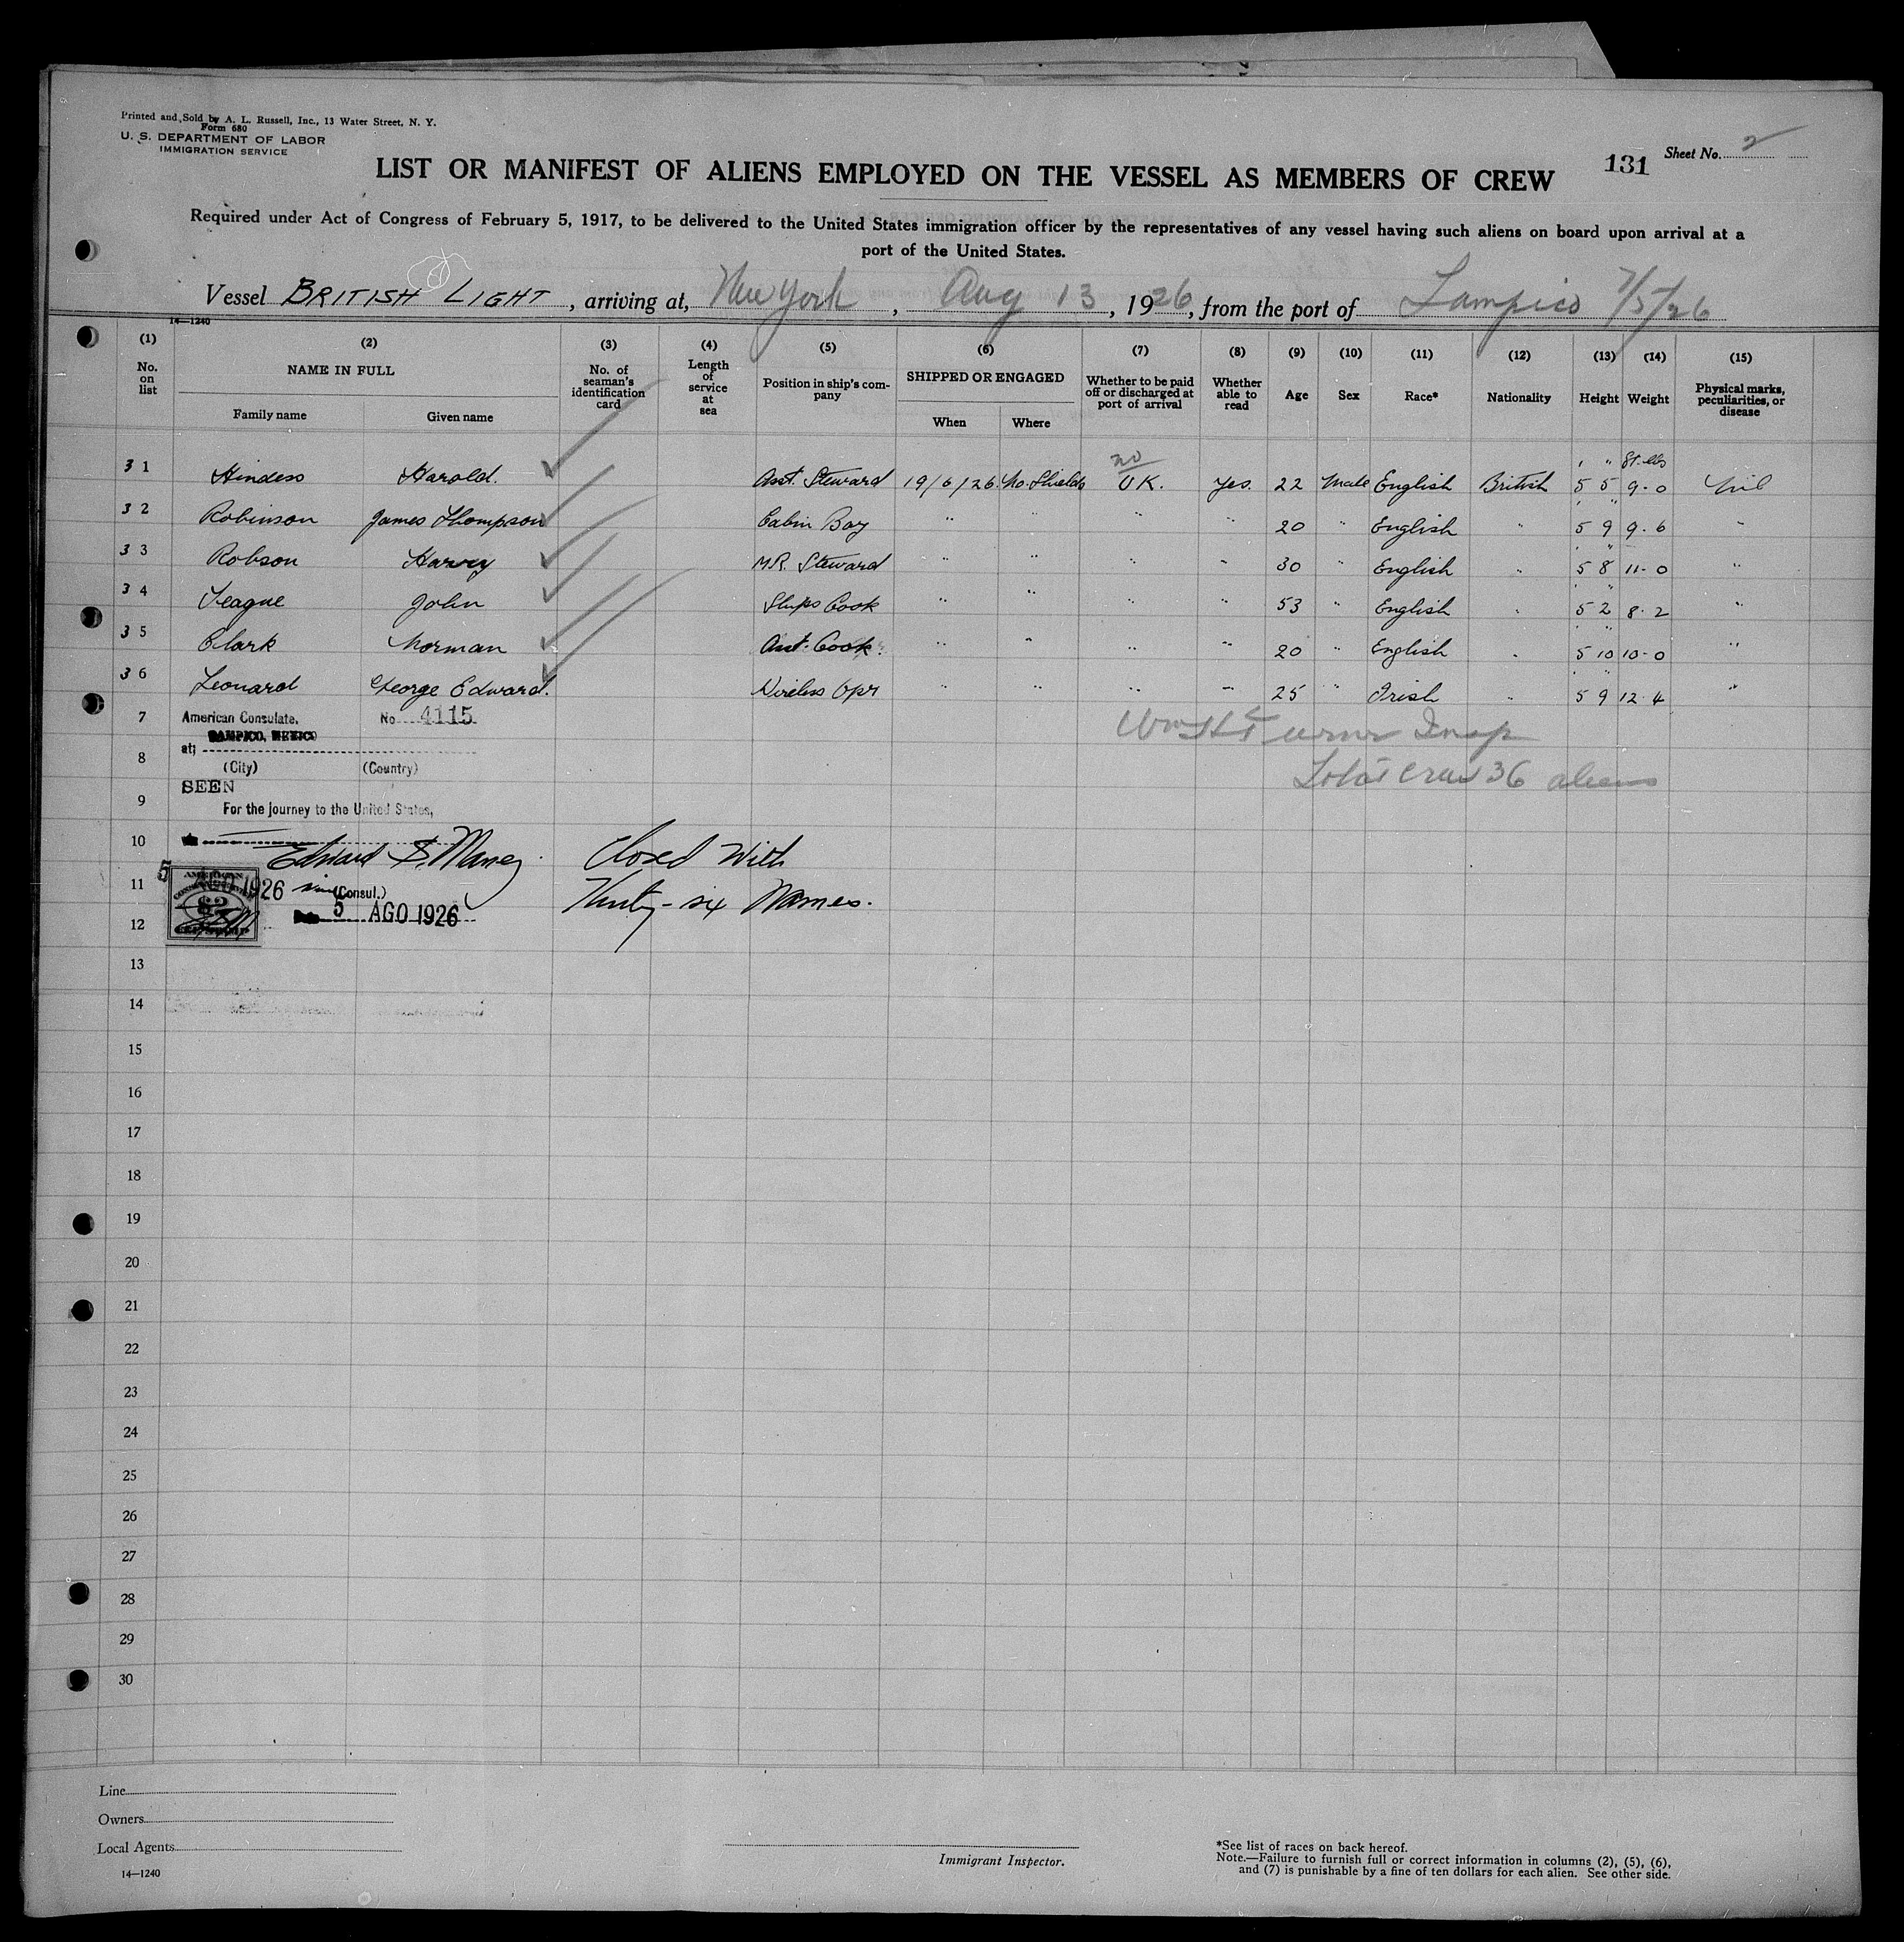 Printed and Sold by A. L. Russell, Inc., 13 Water Street, N. Y.
Form 680
U. S. DEPARTMENT OF LABOR
IMMIGRATION SERVICE
Sheet No. 2
131
LIST OR MANIFEST OF ALIENS EMPLOYED ON THE VESSEL AS MEMBERS OF CREW
Required under Act of Congress of February 5, 1917, to be delivered to the United States immigration officer by the representatives of any vessel having such aliens on board upon arrival at a
port of the United States.
Vessel BRITISH LIGHT, arriving at, New York, Aug 13, 1926, from the port of Tampico
14—1240
(1) (2) (3) (4) (5) (6) (7) (8) (9) (10) (11) (12) (13) (14) (15)
No. on list
NAME IN FULL
Family name Given name
No. of seaman's identification card
Length of service at sea
Position in ship's company
SHIPPED OR ENGAGED
When Where
Whether to be paid off or discharged at port of arrival
Whether able to read
Age Sex Race* Nationality Height Weight
Physical marks, peculiarities, or disease
no
' " St. lbs
31 Hindess Harold. Asst. Steward 19/6/26 No. Shields U K. Yes. 22 Male English British 5 5 9-0 Nil
32 Robinson James Thompson Cabin Boy " " " " 20 " English " 5 9 9-6 "
33 Robson Harvey M.R. Steward " " " " 30 " English " 5 8 11-0 "
34 Teague John Ships Cook " " " " 53 " English " 5 2 8-2 "
35 Clark Norman Asst. Cook " " " " 20 " English " 5 10 10-0 "
36 Leonard George Edward. Wireless Opr " " " " 25 " Irish " 5 9 12-4 "
7 American Consulate, No 4115
TAMPICO, MEXICO
at;
8 (City) (Country)
SEEN
Turner Insp
Total Crew 36 aliens
9 For the journey to the United States,
10 Edward S. Maney
Closed With
11 (Consul.)
Thirty-six Names.
5 AGO 1926
12
13
14
15
16
17
18
19
20
21
22
23
24
25
26
27
28
29
30
Line
Owners
Local Agents
14—1240
Immigrant Inspector.
*See list of races on back hereof.
Note.—Failure to furnish full or correct information in columns (2), (5), (6),
and (7) is punishable by a fine of ten dollars for each alien. See other side.